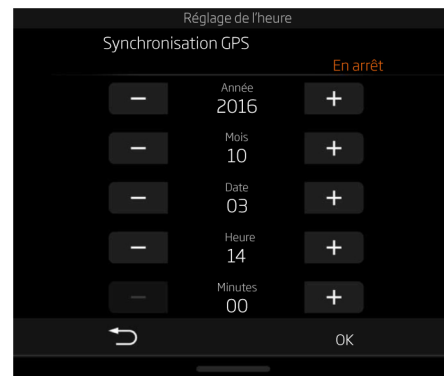 Réglage de l'heure
Synchronisation GPS
En arrêt
Année
− 2016 +
Mois
− 10 +
Date
− 03 +
Heure
− 14 +
Minutes
− 00 +
OK